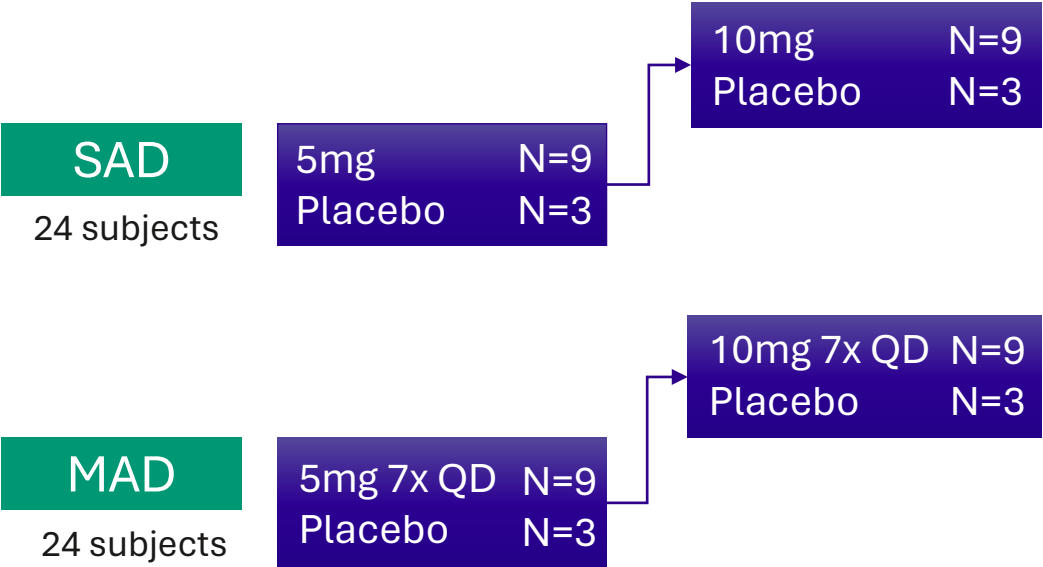 10mg N=9
Placebo N=3
SAD
24 subjects
5mg N=9
Placebo N=3
10mg 7x QD N=9
Placebo N=3
MAD
24 subjects
5mg 7x QD N=9
Placebo N=3